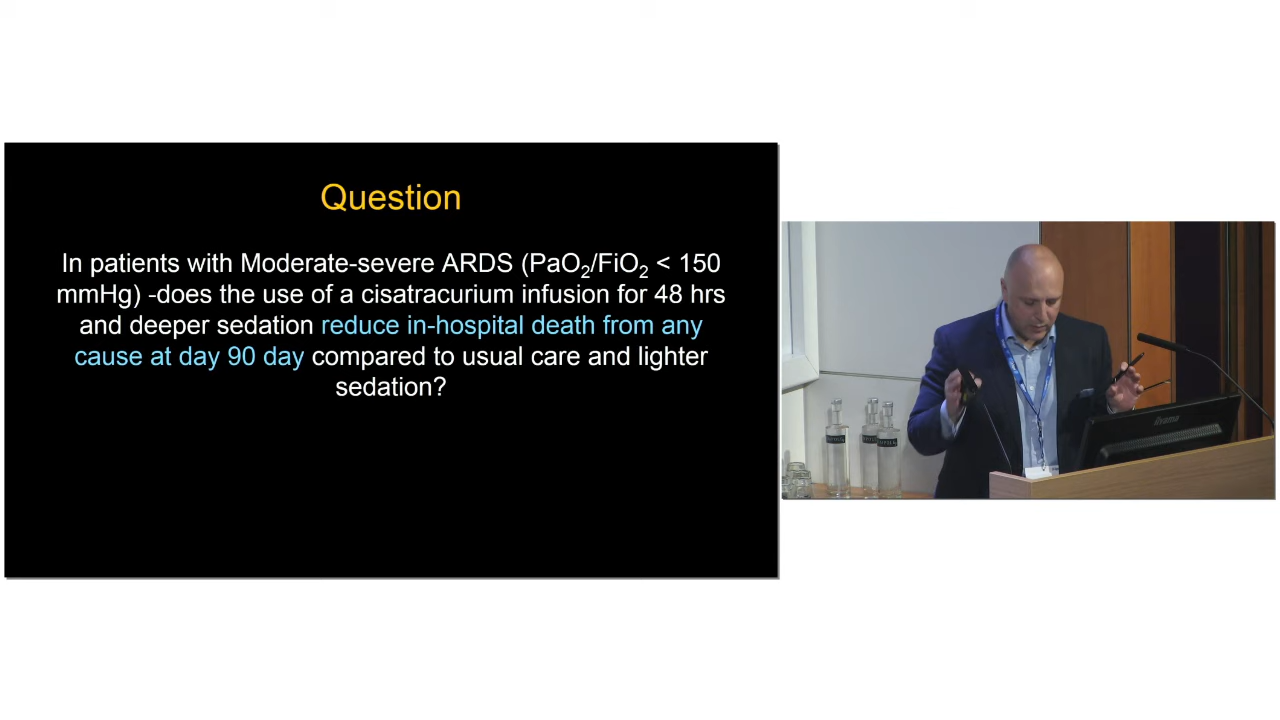 Question
In patients with Moderate-severe ARDS (PaO2/FiO2 < 150
mmHg) -does the use of a cisatracurium infusion for 48 hrs
and deeper sedation reduce in-hospital death from any
cause at day 90 day compared to usual care and lighter
sedation?
iiyama